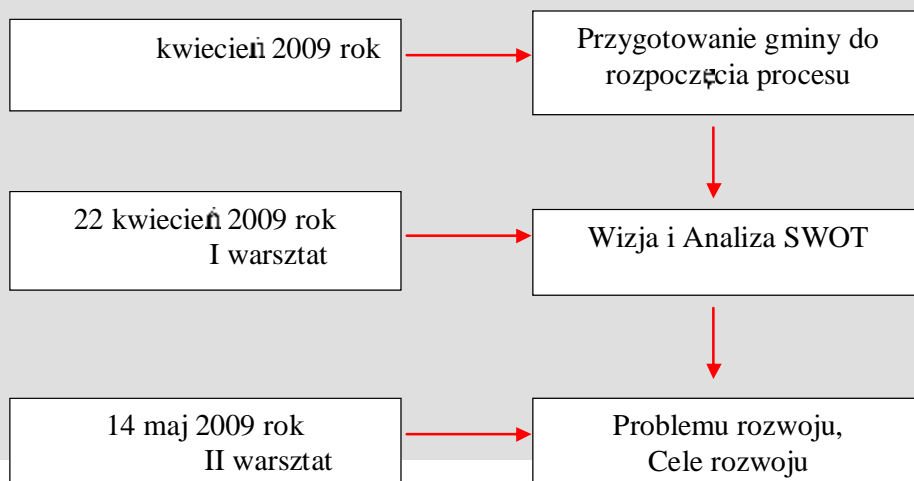 kwiecień 2009 rok
Przygotowanie gminy do
rozpoczęcia procesu
22 kwiecień 2009 rok
I warsztat
Wizja i Analiza SWOT
14 maj 2009 rok
II warsztat
Problemu rozwoju,
Cele rozwoju